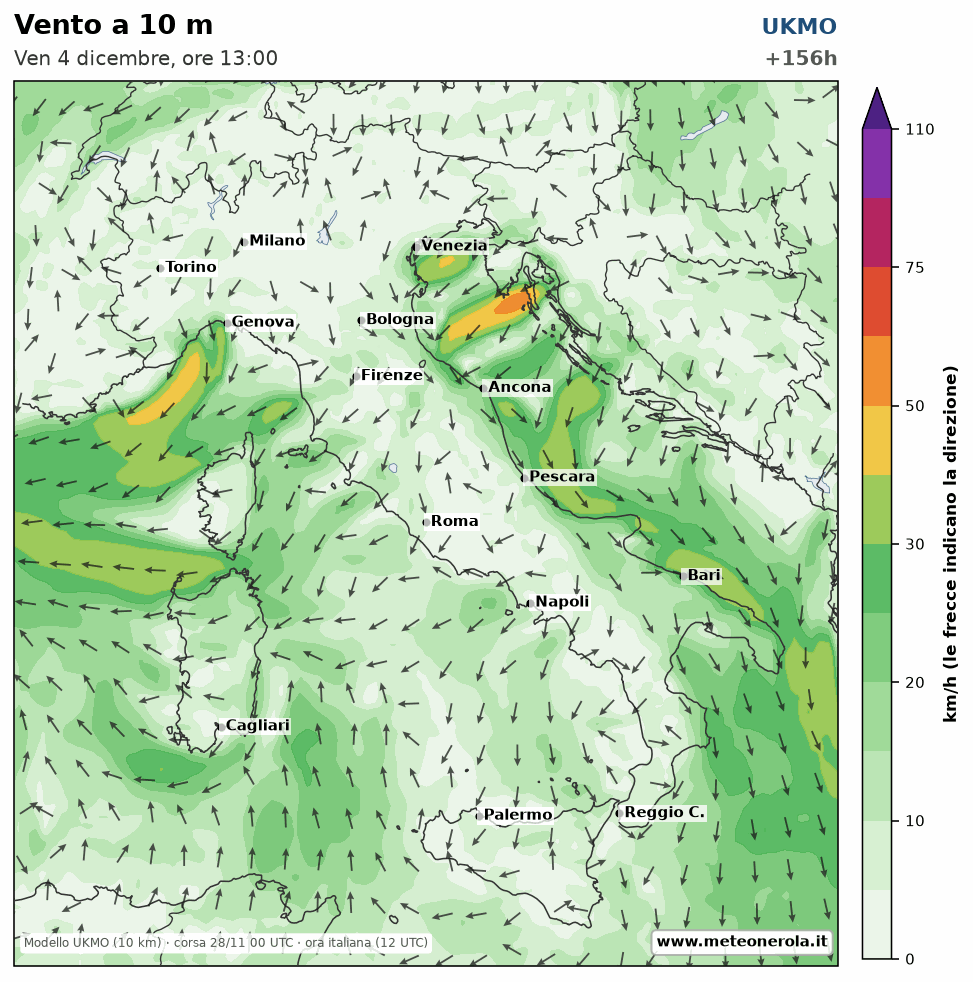 Vento a 10 m
UKMO
Ven 4 dicembre, ore 13:00
+156h
110
75
50
30
20
10
0
km/h (le frecce indicano la direzione)
Venezia
Milano
Torino
Genova
Bologna
Firenze
Ancona
Pescara
Roma
Bari
Napoli
Cagliari
Palermo
Reggio C.
Modello UKMO (10 km) · corsa 28/11 00 UTC · ora italiana (12 UTC)
www.meteonerola.it